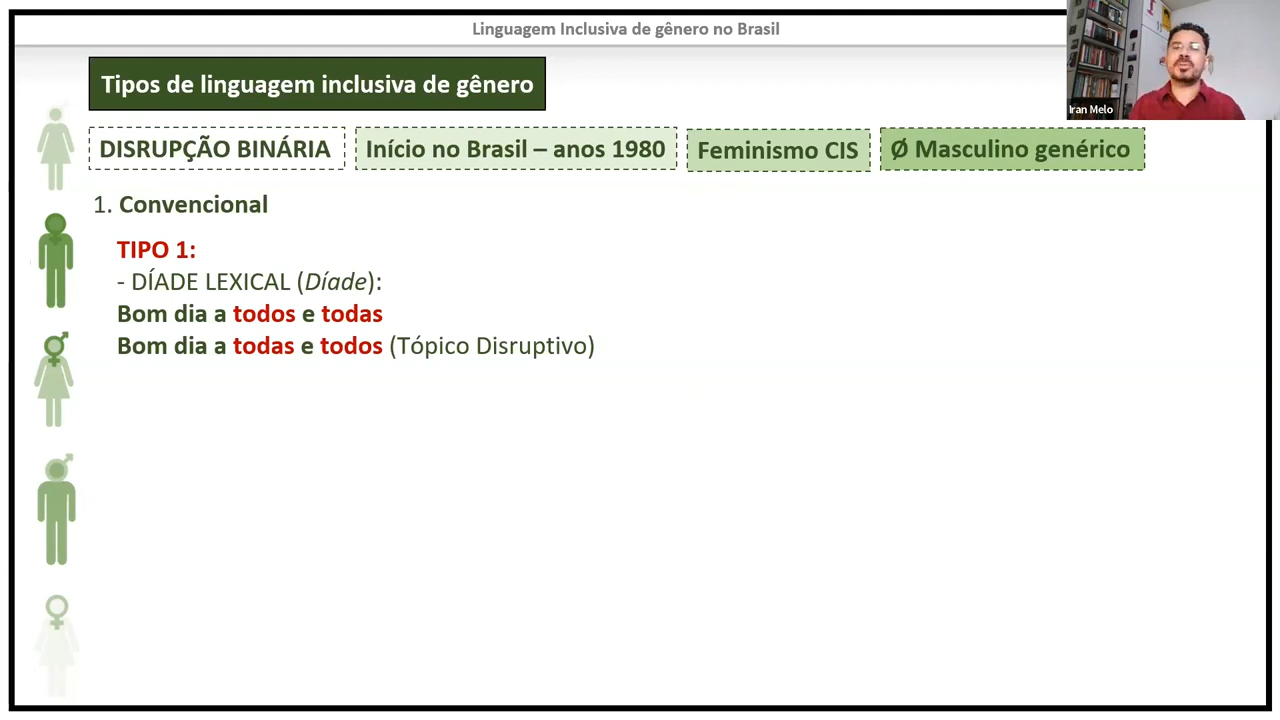 Linguagem Inclusiva de gênero no Brasil
Iran Melo
Tipos de linguagem inclusiva de gênero
DISRUPÇÃO BINÁRIA
Início no Brasil – anos 1980
Feminismo CIS
Ø Masculino genérico
1. Convencional
TIPO 1:
- DÍADE LEXICAL (Díade):
Bom dia a todos e todas
Bom dia a todas e todos (Tópico Disruptivo)